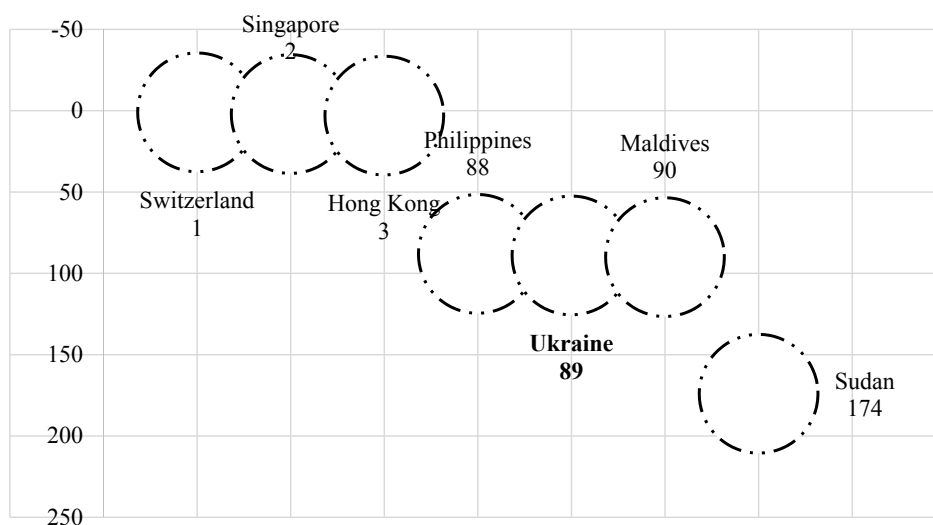 Singapore
2
-50
0
Philippines
88
Maldives
90
50
Switzerland
1
Hong Kong
3
100
150
Ukraine
89
Sudan
174
200
250